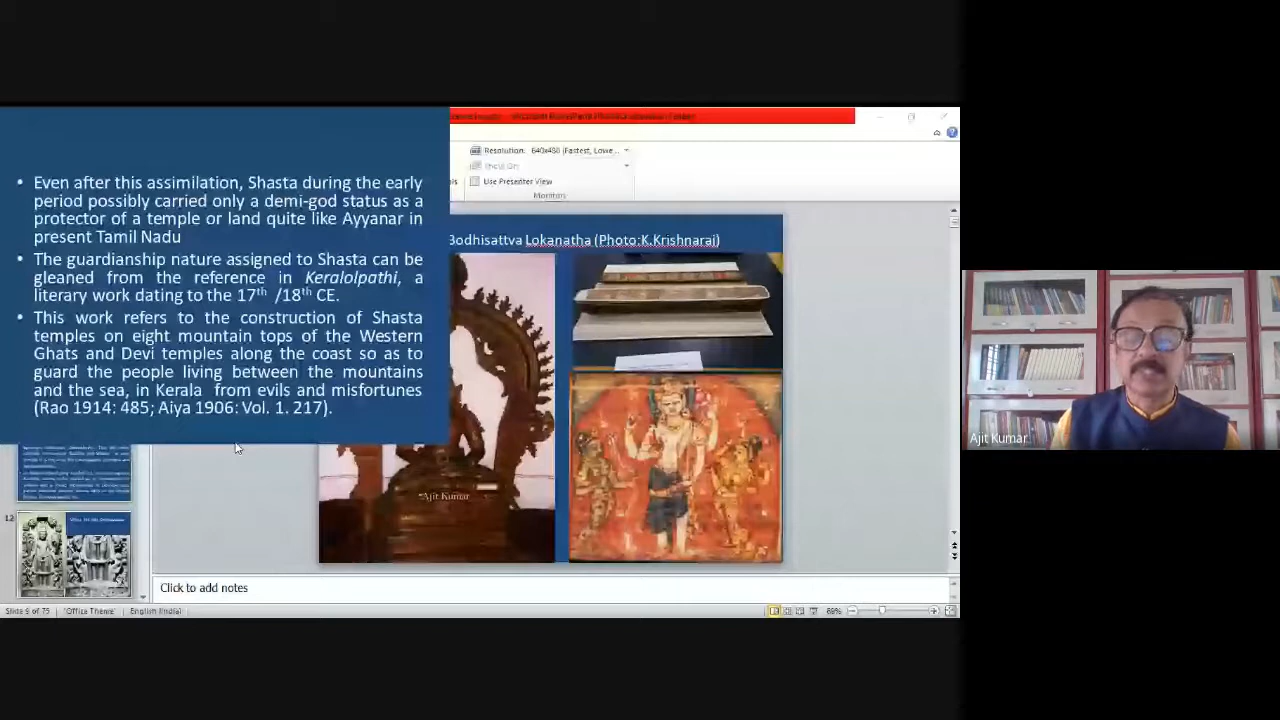 • Even after this assimilation, Shasta during the early
period possibly carried only a demi-god status as a
protector of a temple or land quite like Ayyanar in
present Tamil Nadu
• The guardianship nature assigned to Shasta can be
gleaned from the reference in Keralolpathi, a
literary work dating to the 17th /18th CE.
• This work refers to the construction of Shasta
temples on eight mountain tops of the Western
Ghats and Devi temples along the coast so as to
guard the people living between the mountains
and the sea, in Kerala from evils and misfortunes
(Rao 1914: 485; Aiya 1906: Vol. 1. 217).
Resolution: 640x480 (Fastest, Lowe...
Show On:
Use Presenter View
Monitors
Bodhisattva Lokanatha (Photo:K.Krishnaraj)
*Ajit Kumar
12
Click to add notes
Slide 9 of 75
"Office Theme"
English (India)
68%
Ajit Kumar